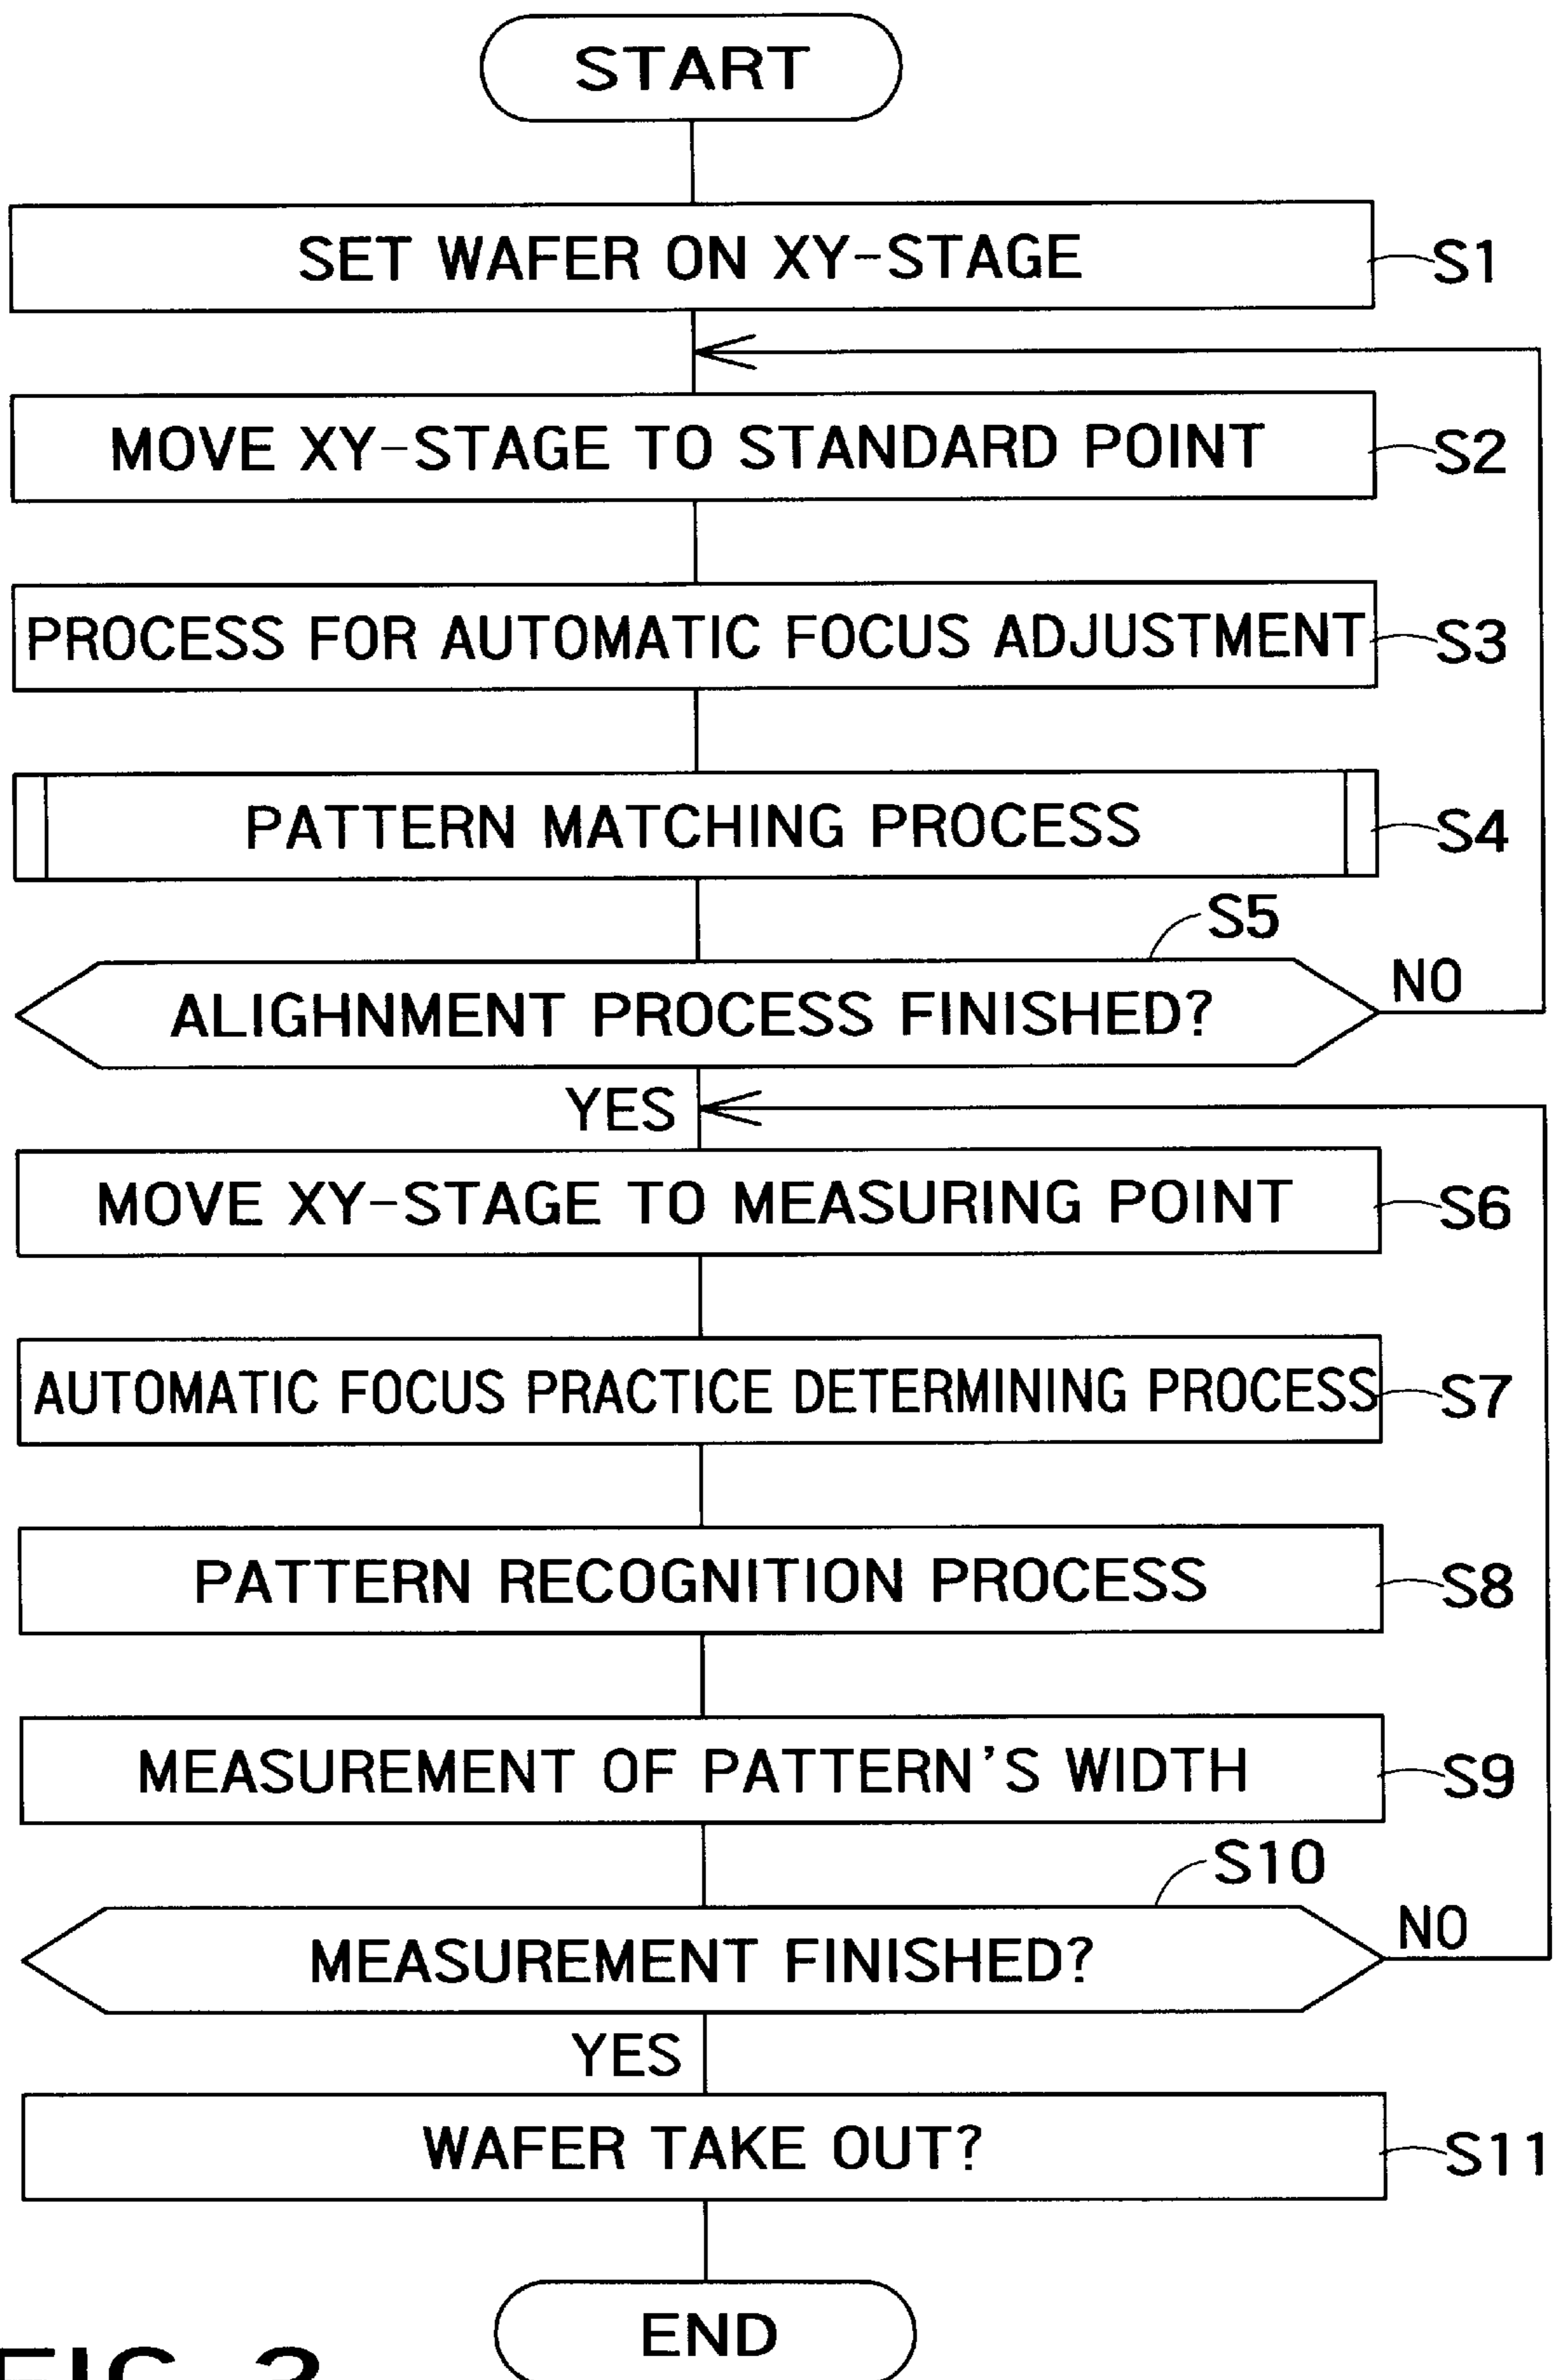 START
SET WAFER ON XY-STAGE
S1
MOVE XY-STAGE TO STANDARD POINT
S2
PROCESS FOR AUTOMATIC FOCUS ADJUSTMENT
S3
PATTERN MATCHING PROCESS
S4
S5
ALIGHNMENT PROCESS FINISHED?
NO
YES
MOVE XY-STAGE TO MEASURING POINT
S6
AUTOMATIC FOCUS PRACTICE DETERMINING PROCESS
S7
PATTERN RECOGNITION PROCESS
S8
MEASUREMENT OF PATTERN'S WIDTH
S9
S10
MEASUREMENT FINISHED?
NO
YES
WAFER TAKE OUT?
S11
END